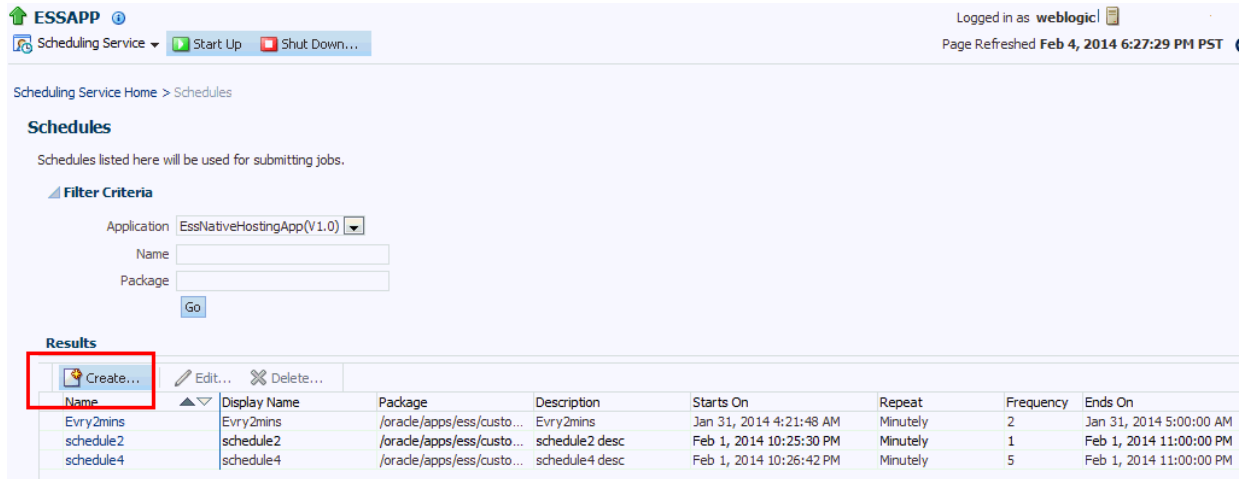 ESSAPP
Logged in as weblogic
Scheduling Service Start Up Shut Down...
Page Refreshed Feb 4, 2014 6:27:29 PM PST
Scheduling Service Home > Schedules
Schedules
Schedules listed here will be used for submitting jobs.
Filter Criteria
Application EssNativeHostingApp(V1.0)
Name
Package
Go
Results
Create... Edit... Delete...
Name Display Name Package Description Starts On Repeat Frequency Ends On
Evry2mins Evry2mins /oracle/apps/ess/custo... Evry2mins Jan 31, 2014 4:21:48 AM Minutely 2 Jan 31, 2014 5:00:00 AM
schedule2 schedule2 /oracle/apps/ess/custo... schedule2 desc Feb 1, 2014 10:25:30 PM Minutely 1 Feb 1, 2014 11:00:00 PM
schedule4 schedule4 /oracle/apps/ess/custo... schedule4 desc Feb 1, 2014 10:26:42 PM Minutely 5 Feb 1, 2014 11:00:00 PM